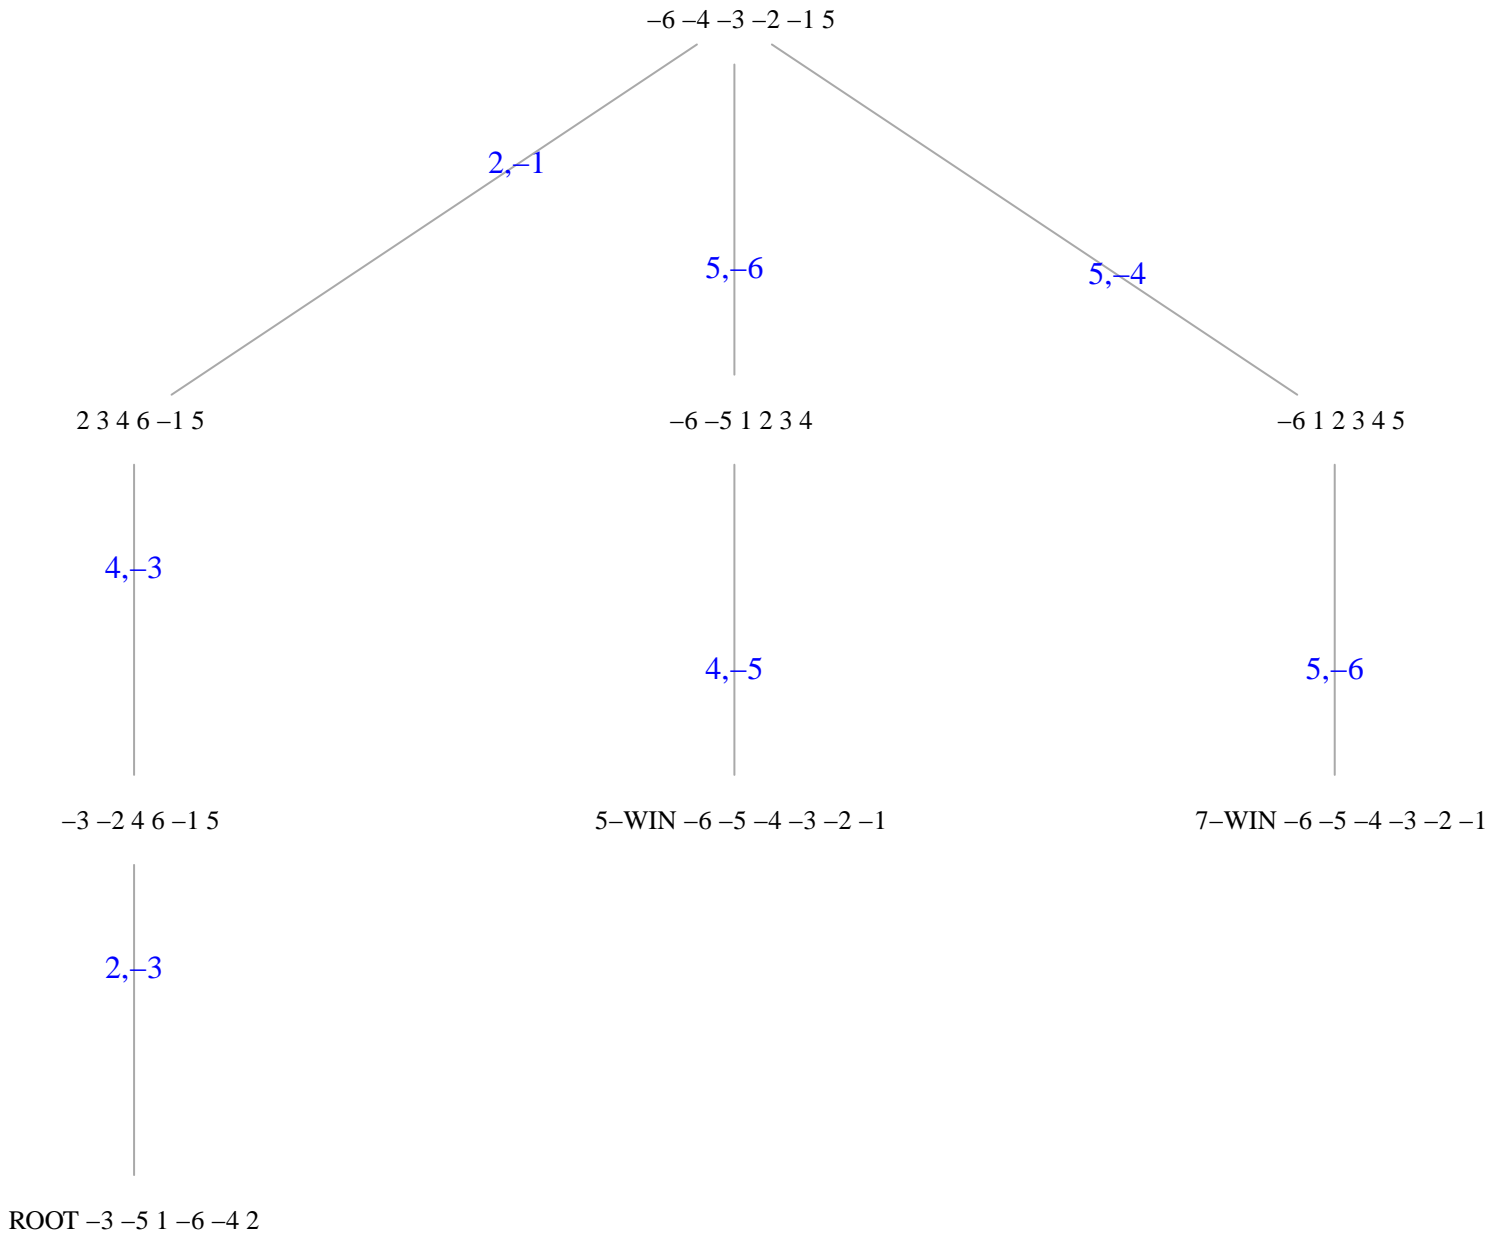 –6 –4 –3 –2 –1 5
2,–1
5,–6
5,–4
2 3 4 6 –1 5
–6 –5 1 2 3 4
–6 1 2 3 4 5
4,–3
4,–5
5,–6
–3 –2 4 6 –1 5
5–WIN –6 –5 –4 –3 –2 –1
7–WIN –6 –5 –4 –3 –2 –1
2,–3
ROOT –3 –5 1 –6 –4 2